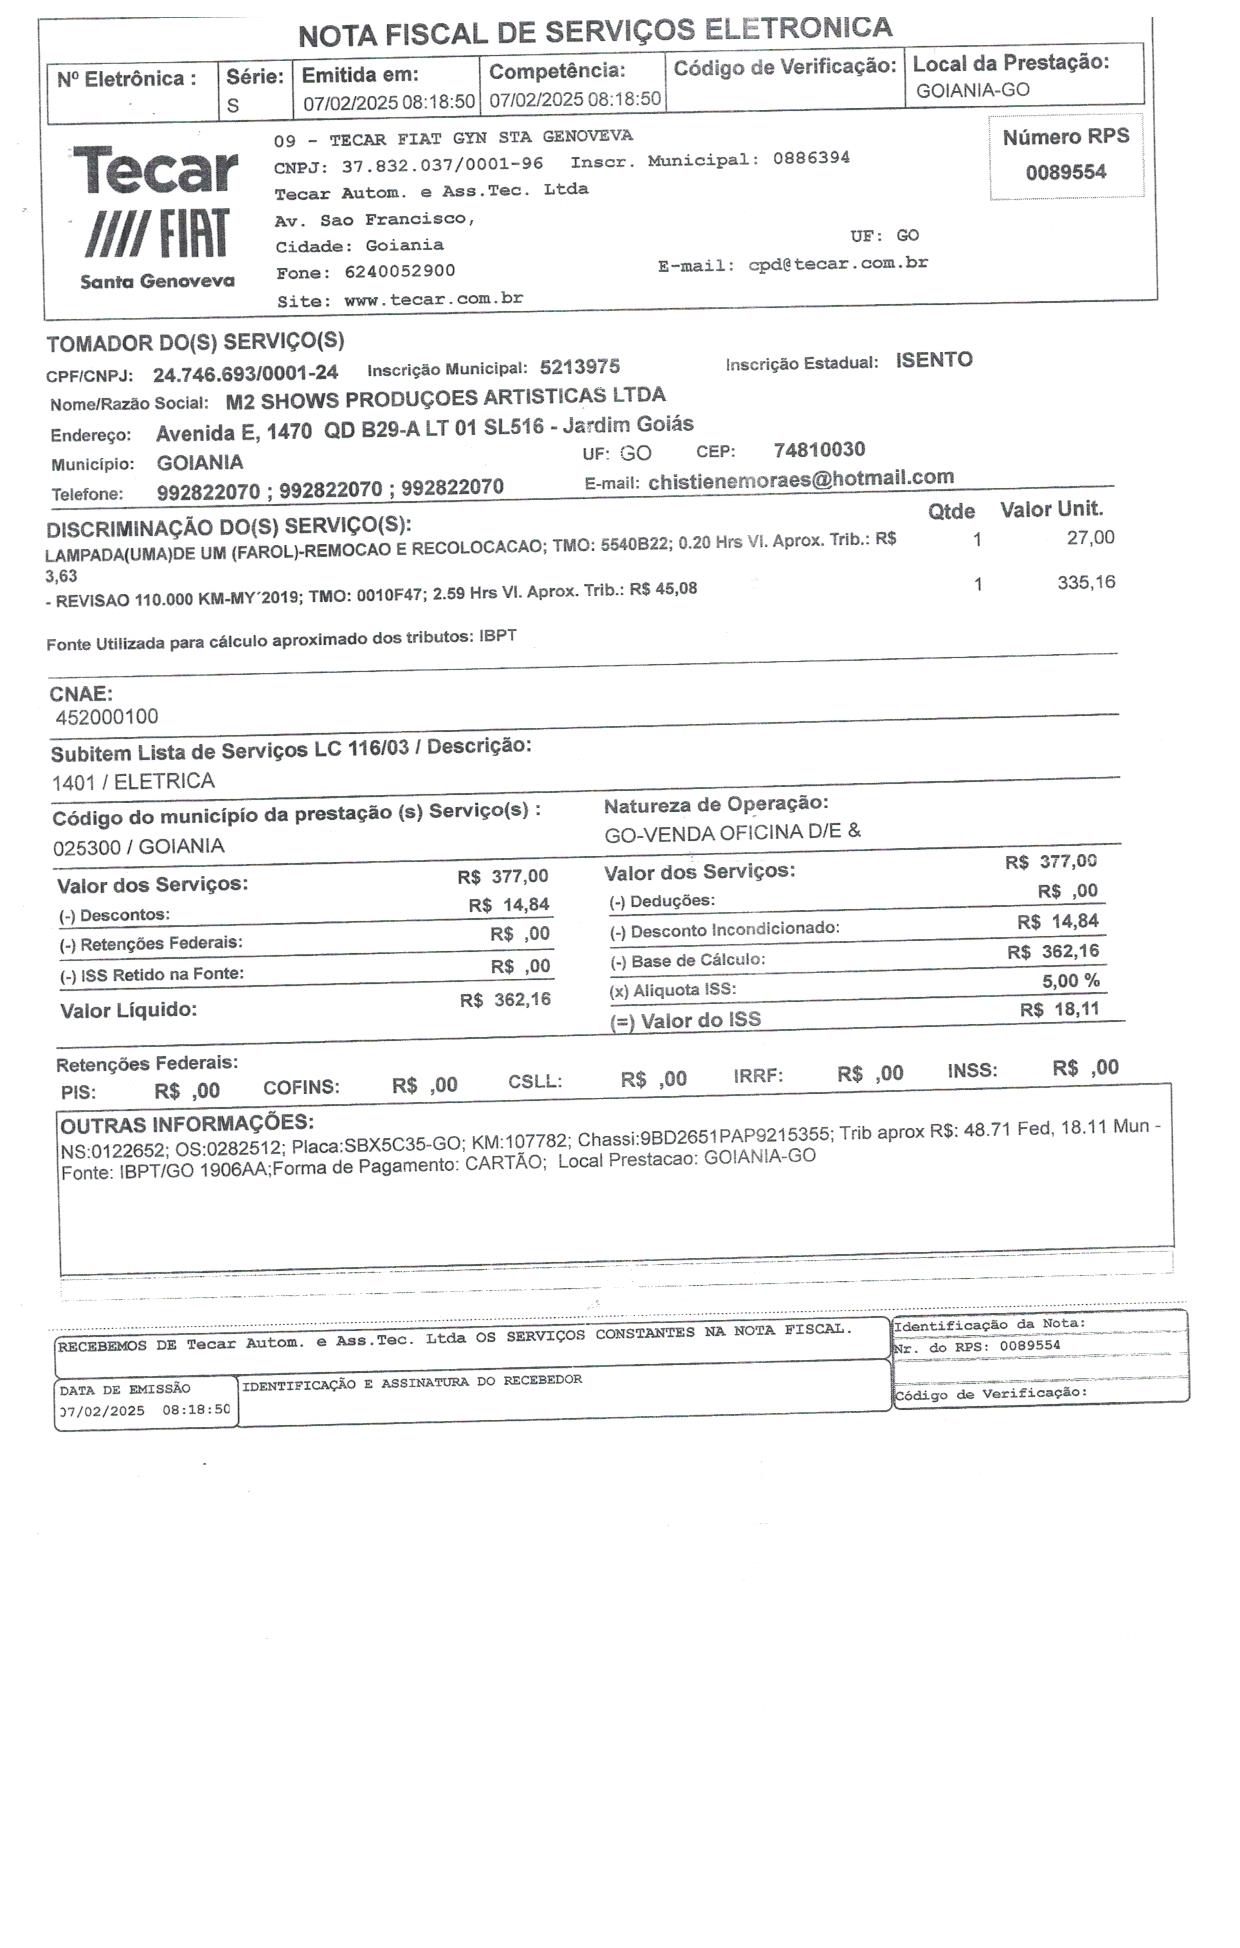 NOTA FISCAL DE SERVIÇOS ELETRONICA
Nº Eletrônica : Série: Emitida em: Competência: Código de Verificação: Local da Prestação:
S 07/02/2025 08:18:50 07/02/2025 08:18:50 GOIANIA-GO
Tecar
//// FIAT
Santa Genoveva
09 - TECAR FIAT GYN STA GENOVEVA
CNPJ: 37.832.037/0001-96 Inscr. Municipal: 0886394
Tecar Autom. e Ass.Tec. Ltda
Av. Sao Francisco,
Cidade: Goiania UF: GO
Fone: 6240052900 E-mail: cpd@tecar.com.br
Site: www.tecar.com.br
Número RPS
0089554
TOMADOR DO(S) SERVIÇO(S)
CPF/CNPJ: 24.746.693/0001-24 Inscrição Municipal: 5213975 Inscrição Estadual: ISENTO
Nome/Razão Social: M2 SHOWS PRODUÇOES ARTISTICAS LTDA
Endereço: Avenida E, 1470 QD B29-A LT 01 SL516 - Jardim Goiás
Município: GOIANIA UF: GO CEP: 74810030
Telefone: 992822070 ; 992822070 ; 992822070 E-mail: chistienemoraes@hotmail.com
DISCRIMINAÇÃO DO(S) SERVIÇO(S): Qtde Valor Unit.
LAMPADA(UMA)DE UM (FAROL)-REMOCAO E RECOLOCACAO; TMO: 5540B22; 0.20 Hrs Vl. Aprox. Trib.: R$ 1 27,00
3,63
- REVISAO 110.000 KM-MY´2019; TMO: 0010F47; 2.59 Hrs Vl. Aprox. Trib.: R$ 45,08 1 335,16
Fonte Utilizada para cálculo aproximado dos tributos: IBPT
CNAE:
452000100
Subitem Lista de Serviços LC 116/03 / Descrição:
1401 / ELETRICA
Código do município da prestação (s) Serviço(s) : Natureza de Operação:
025300 / GOIANIA GO-VENDA OFICINA D/E &
Valor dos Serviços: R$ 377,00 Valor dos Serviços: R$ 377,00
(-) Descontos: R$ 14,84 (-) Deduções: R$ ,00
(-) Retenções Federais: R$ ,00 (-) Desconto Incondicionado: R$ 14,84
(-) ISS Retido na Fonte: R$ ,00 (-) Base de Cálculo: R$ 362,16
(x) Aliquota ISS: 5,00 %
Valor Líquido: R$ 362,16 (=) Valor do ISS R$ 18,11
Retenções Federais:
PIS: R$ ,00 COFINS: R$ ,00 CSLL: R$ ,00 IRRF: R$ ,00 INSS: R$ ,00
OUTRAS INFORMAÇÕES:
NS:0122652; OS:0282512; Placa:SBX5C35-GO; KM:107782; Chassi:9BD2651PAP9215355; Trib aprox R$: 48.71 Fed, 18.11 Mun -
Fonte: IBPT/GO 1906AA;Forma de Pagamento: CARTÃO; Local Prestacao: GOIANIA-GO
RECEBEMOS DE Tecar Autom. e Ass.Tec. Ltda OS SERVIÇOS CONSTANTES NA NOTA FISCAL.
DATA DE EMISSÃO IDENTIFICAÇÃO E ASSINATURA DO RECEBEDOR
07/02/2025 08:18:50
Identificação da Nota:
Nr. do RPS: 0089554
Código de Verificação: